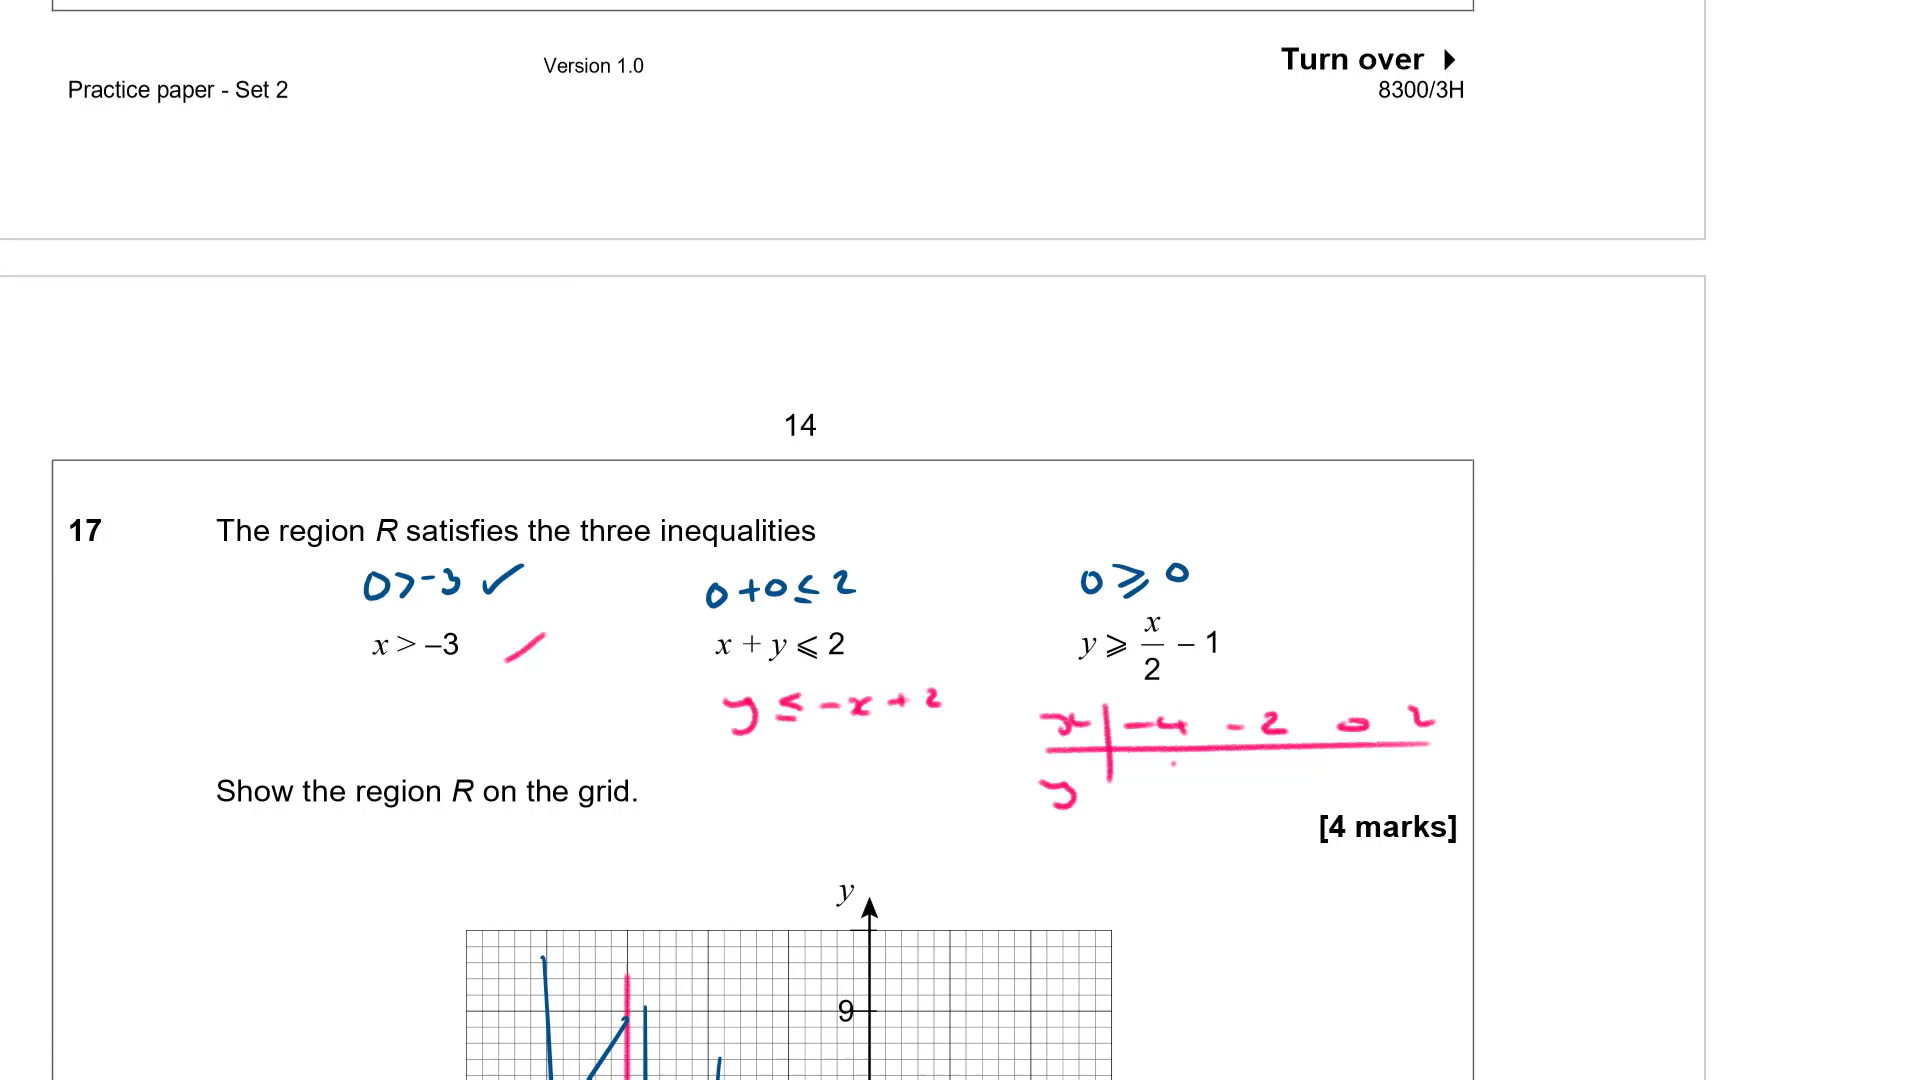 Turn over
Version 1.0
Practice paper - Set 2
8300/3H
14
17 The region R satisfies the three inequalities
0 > -3 ✓ 0 + 0 ≤ 2 0 ≥ 0
x > –3 x + y ⩽ 2 y ⩾ x/2 – 1
y ≤ -x + 2
x -4 -2 0 2
y
Show the region R on the grid.
[4 marks]
y
9